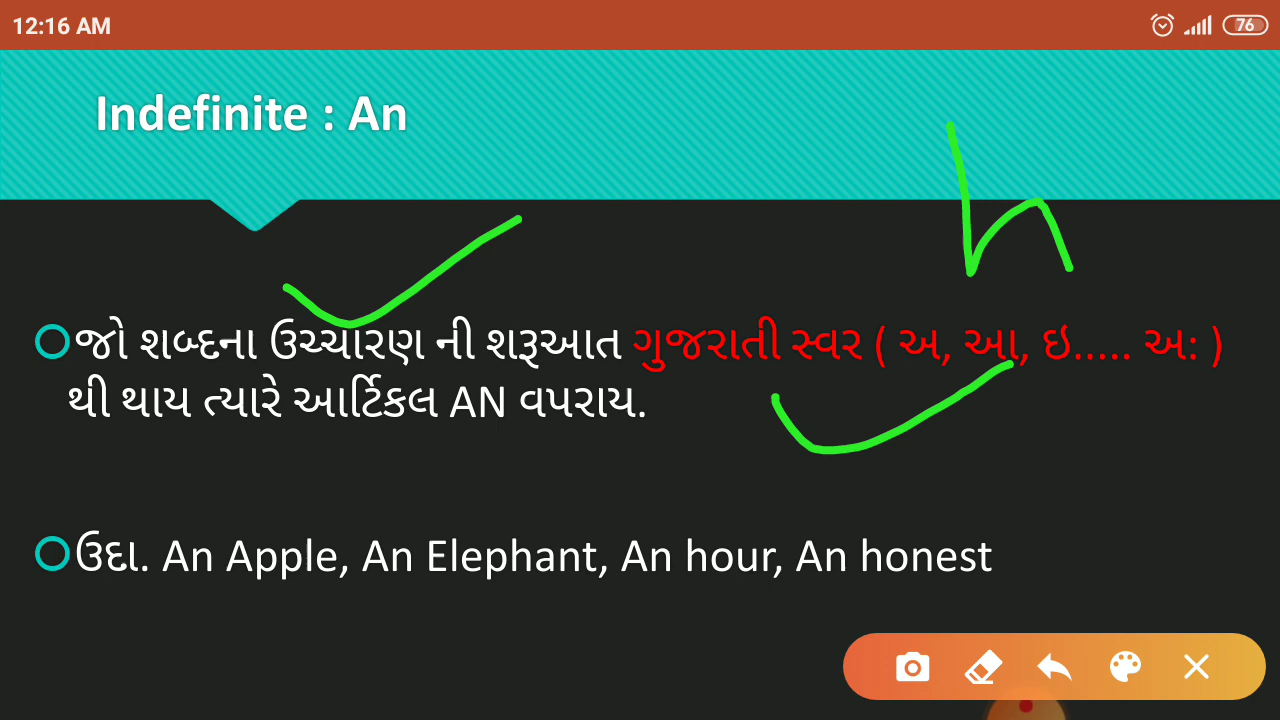 12:16 AM
76
Indefinite : An
h
જો શબ્દના ઉચ્ચારણ ની શરૂઆત ગુજરાતી સ્વર ( અ, આ, ઇ..... અઃ )
થી થાય ત્યારે આર્ટિકલ AN વપરાય.
ઉદા. An Apple, An Elephant, An hour, An honest